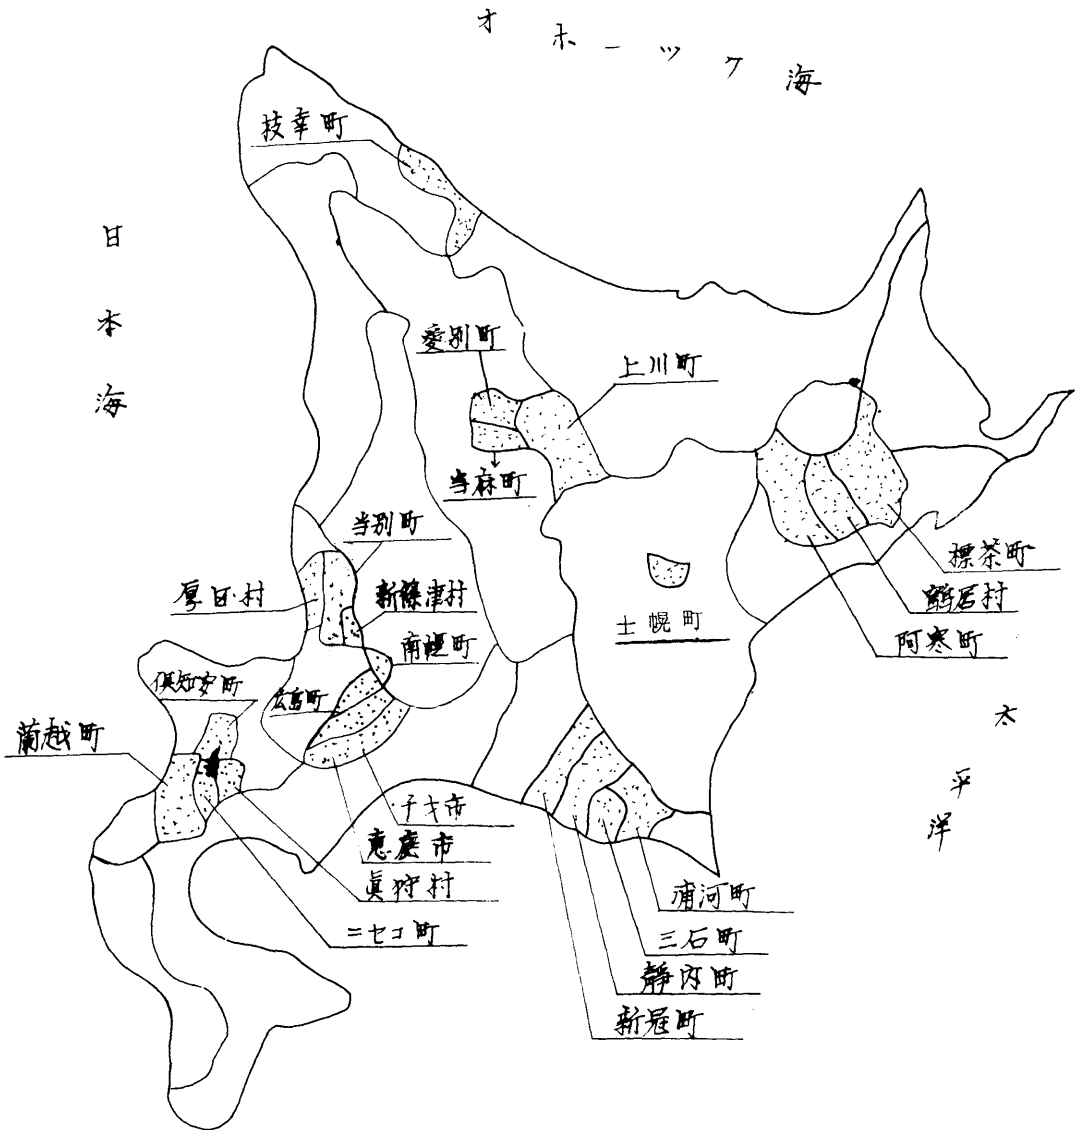 オホーツク海
枝幸町
日本海
愛別町
上川町
当麻町
当別町
標茶町
厚田村
新篠津村
鶴居村
士幌町
南幌町
阿寒町
倶知安町
広島町
蘭越町
太平洋
千才市
恵庭市
真狩村
浦河町
ニセコ町
三石町
静内町
新冠町